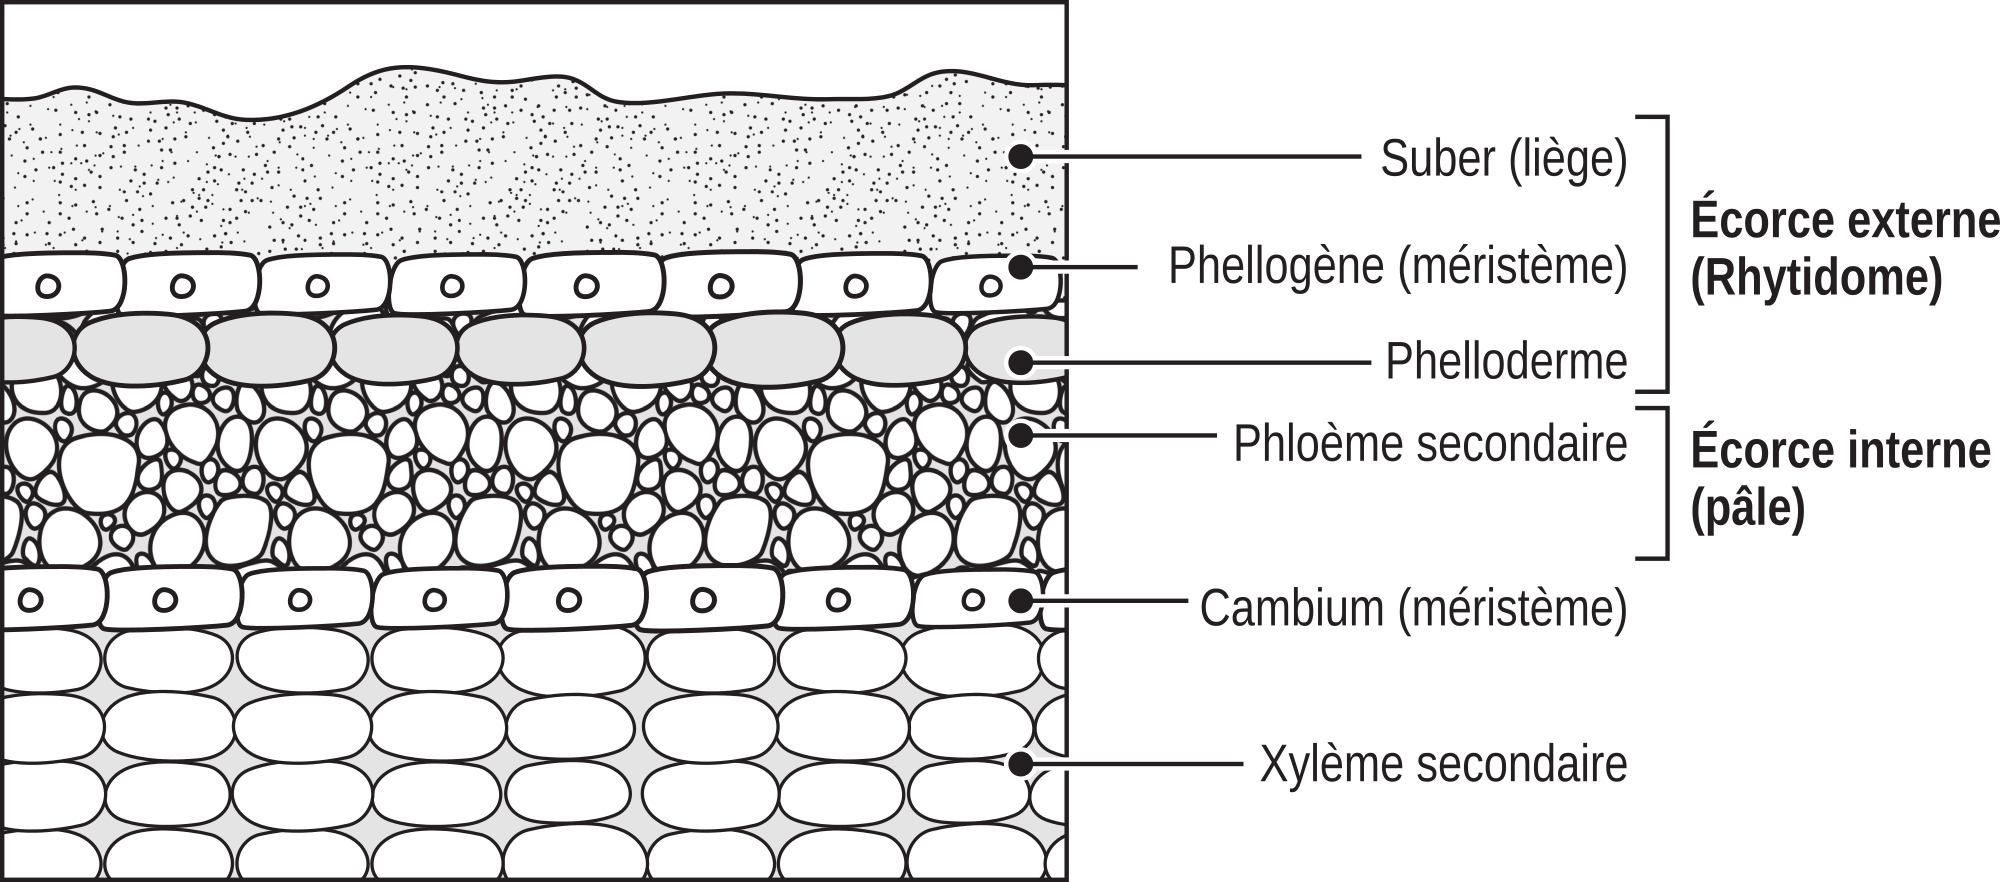 Suber (liège)
Phellogène (méristème)
Phelloderme
Écorce externe
(Rhytidome)
Phloème secondaire
Écorce interne
(pâle)
Cambium (méristème)
Xylème secondaire